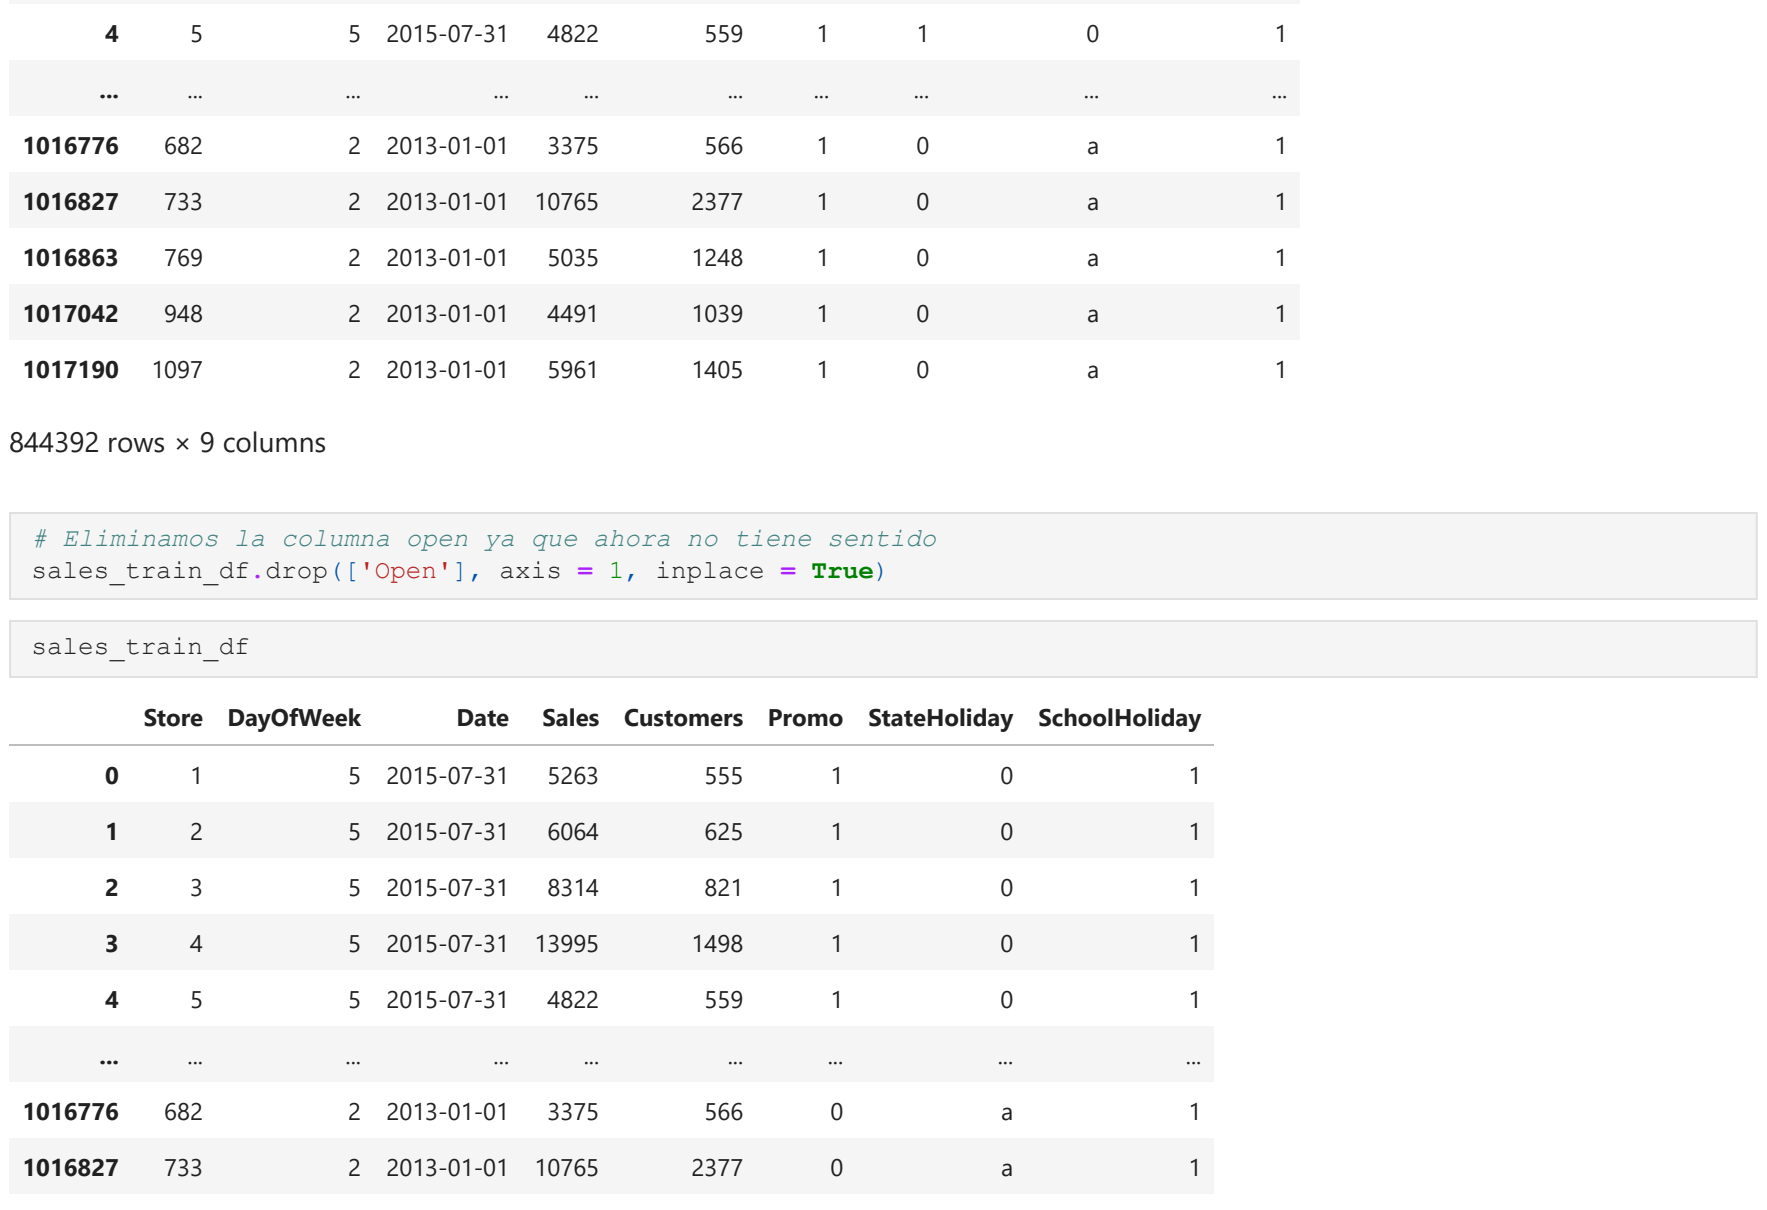 4 5 5 2015-07-31 4822 559 1 1 0 1
... ... ... ... ... ... ... ... ... ...
1016776 682 2 2013-01-01 3375 566 1 0 a 1
1016827 733 2 2013-01-01 10765 2377 1 0 a 1
1016863 769 2 2013-01-01 5035 1248 1 0 a 1
1017042 948 2 2013-01-01 4491 1039 1 0 a 1
1017190 1097 2 2013-01-01 5961 1405 1 0 a 1
844392 rows × 9 columns
# Eliminamos la columna open ya que ahora no tiene sentido
sales_train_df.drop(['Open'], axis = 1, inplace = True)
sales_train_df
Store DayOfWeek Date Sales Customers Promo StateHoliday SchoolHoliday
0 1 5 2015-07-31 5263 555 1 0 1
1 2 5 2015-07-31 6064 625 1 0 1
2 3 5 2015-07-31 8314 821 1 0 1
3 4 5 2015-07-31 13995 1498 1 0 1
4 5 5 2015-07-31 4822 559 1 0 1
... ... ... ... ... ... ... ... ...
1016776 682 2 2013-01-01 3375 566 0 a 1
1016827 733 2 2013-01-01 10765 2377 0 a 1